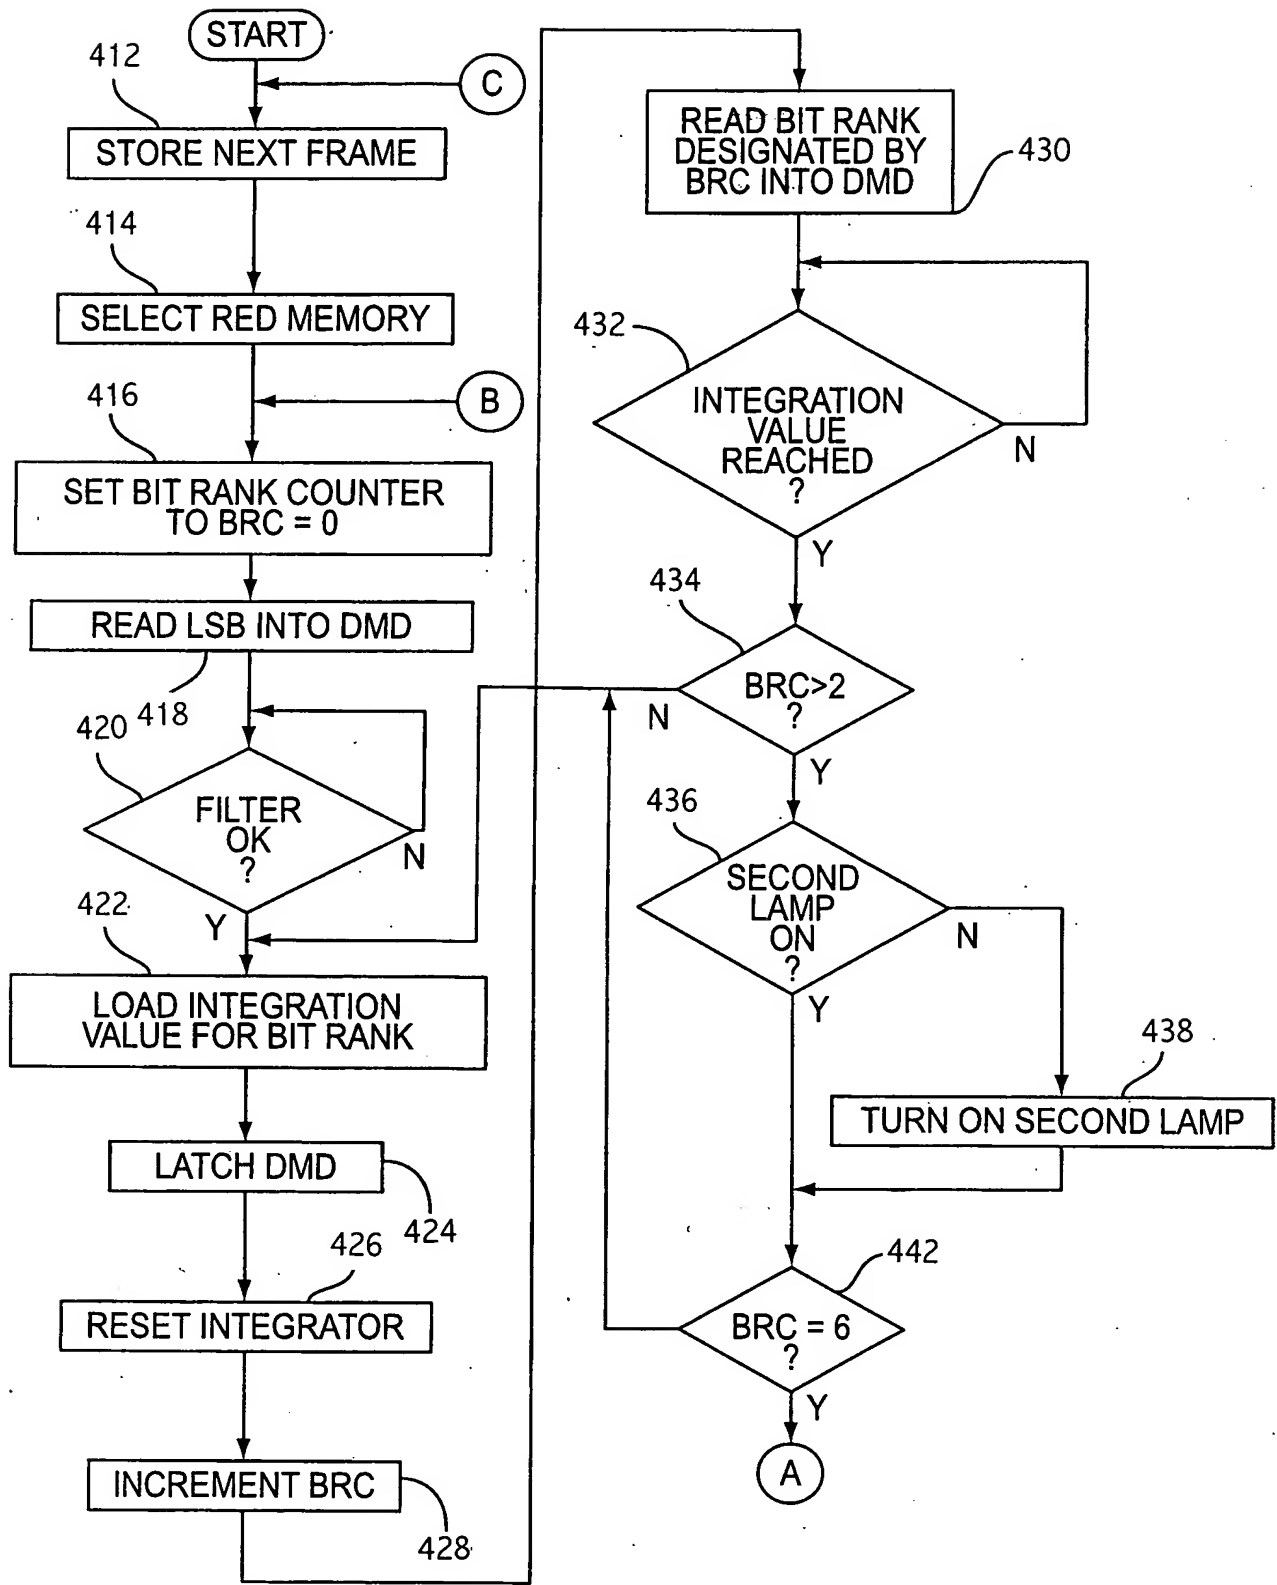 START
C
412
STORE NEXT FRAME
414
SELECT RED MEMORY
B
416
SET BIT RANK COUNTER
TO BRC = 0
READ LSB INTO DMD
418
420
FILTER
OK
?
N
Y
422
LOAD INTEGRATION
VALUE FOR BIT RANK
LATCH DMD
424
426
RESET INTEGRATOR
INCREMENT BRC
428
READ BIT RANK
DESIGNATED BY
BRC INTO DMD
430
432
INTEGRATION
VALUE
REACHED
?
N
Y
434
BRC>2
?
N
Y
436
SECOND
LAMP
ON
?
N
Y
438
TURN ON SECOND LAMP
442
BRC = 6
?
Y
A